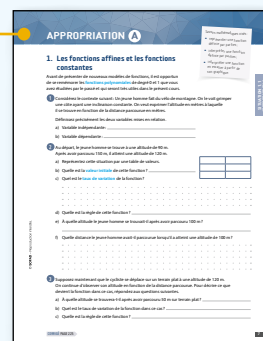 APPROPRIATION A
1. Les fonctions affines et les fonctions
constantes
Avant de présenter de nouveaux modèles de fonctions, il est opportun
de se remémorer les fonctions polynomiales de degré 0 et 1 que vous
avez étudiées par le passé et qui seront très utiles dans le présent cours.
1 Considérez le contexte suivant : Un jeune homme fait du vélo de montagne. On le voit grimper
une côte ayant une inclinaison constante. On veut exprimer l'altitude en mètres à laquelle
il se trouve en fonction de la distance parcourue en mètres.
Définissez précisément les deux variables mises en relation.
a) Variable indépendante :
b) Variable dépendante :
2 Au départ, le jeune homme se trouve à une altitude de 90 m.
Après avoir parcouru 150 m, il atteint une altitude de 120 m.
a) Représentez cette situation par une table de valeurs.
b) Quelle est la valeur initiale de cette fonction ?
c) Quel est le taux de variation de la fonction ?
d) Quelle est la règle de cette fonction ?
e) À quelle altitude le jeune homme se trouvait-il après avoir parcouru 100 m ?
f) Quelle distance le jeune homme avait-il parcourue lorsqu'il a atteint une altitude de 100 m ?
3 Supposez maintenant que le cycliste se déplace sur un terrain plat à une altitude de 120 m.
On continue d'observer son altitude en fonction de la distance parcourue. Pour décrire ce que
devient la fonction dans ce cas, répondez aux questions suivantes.
a) À quelle altitude se trouvera-t-il après avoir parcouru 30 m sur terrain plat ?
b) Quel est le taux de variation de la fonction dans ce cas ?
c) Quelle est la règle de cette fonction ?